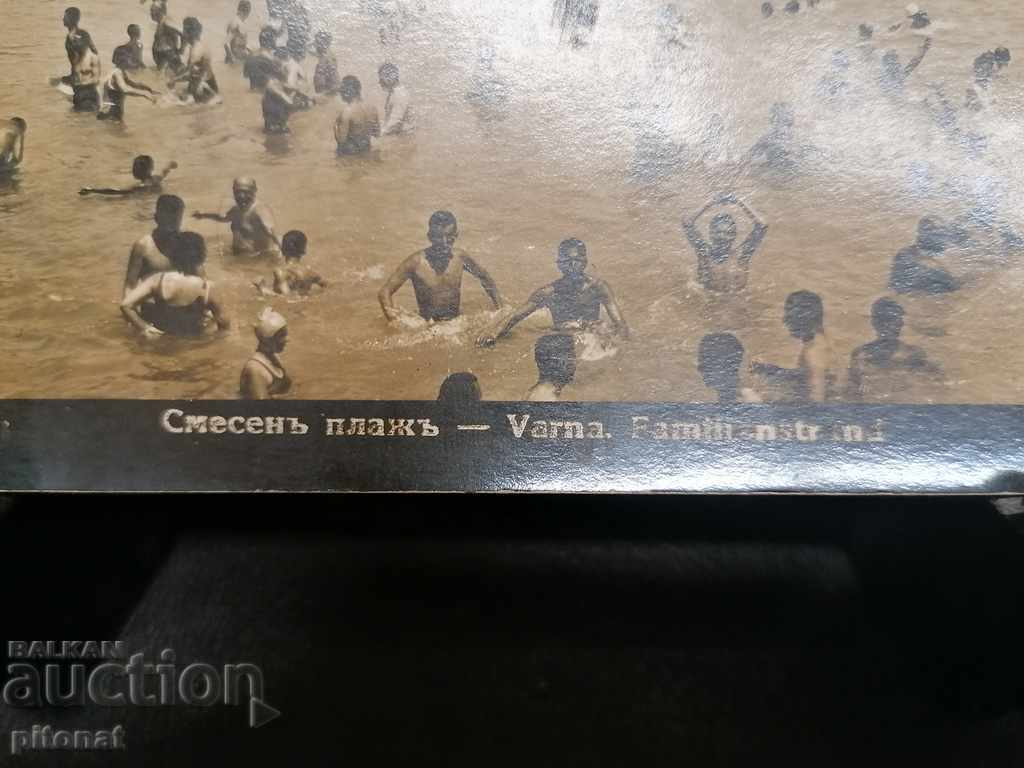 Смесенъ плажъ — Varna. Familienstrand
BALKAN
auction
pitonat